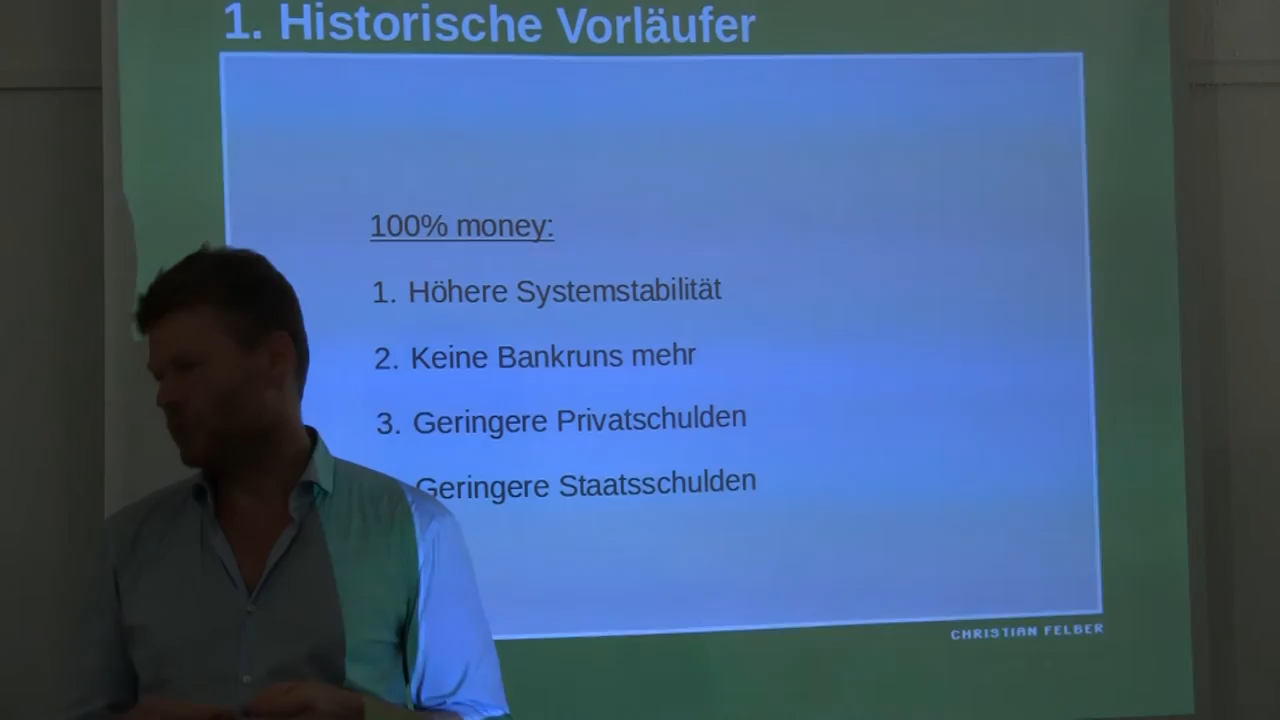 1. Historische Vorläufer
100% money:
1. Höhere Systemstabilität
2. Keine Bankruns mehr
3. Geringere Privatschulden
Geringere Staatsschulden
CHRISTIAN FELBER